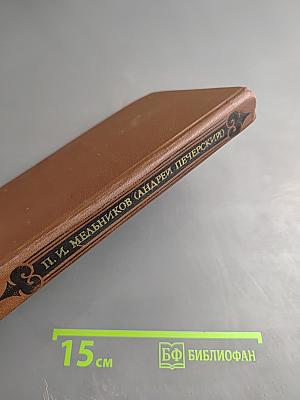 П. И. МЕЛЬНИКОВ (АНДРЕЙ ПЕЧЕРСКИЙ)
15 см
БФ БИБЛИОФАН